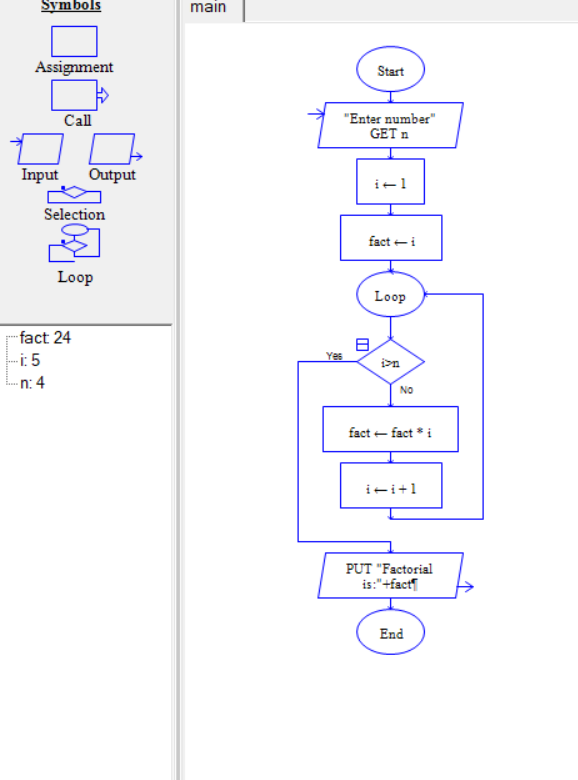 Symbols
Assignment
Call
Input
Output
Selection
Loop
fact: 24
i: 5
n: 4
main
Start
"Enter number"
GET n
i ← 1
fact ← i
Loop
i>n
Yes
No
fact ← fact * i
i ← i + 1
PUT "Factorial
is:"+fact¶
End